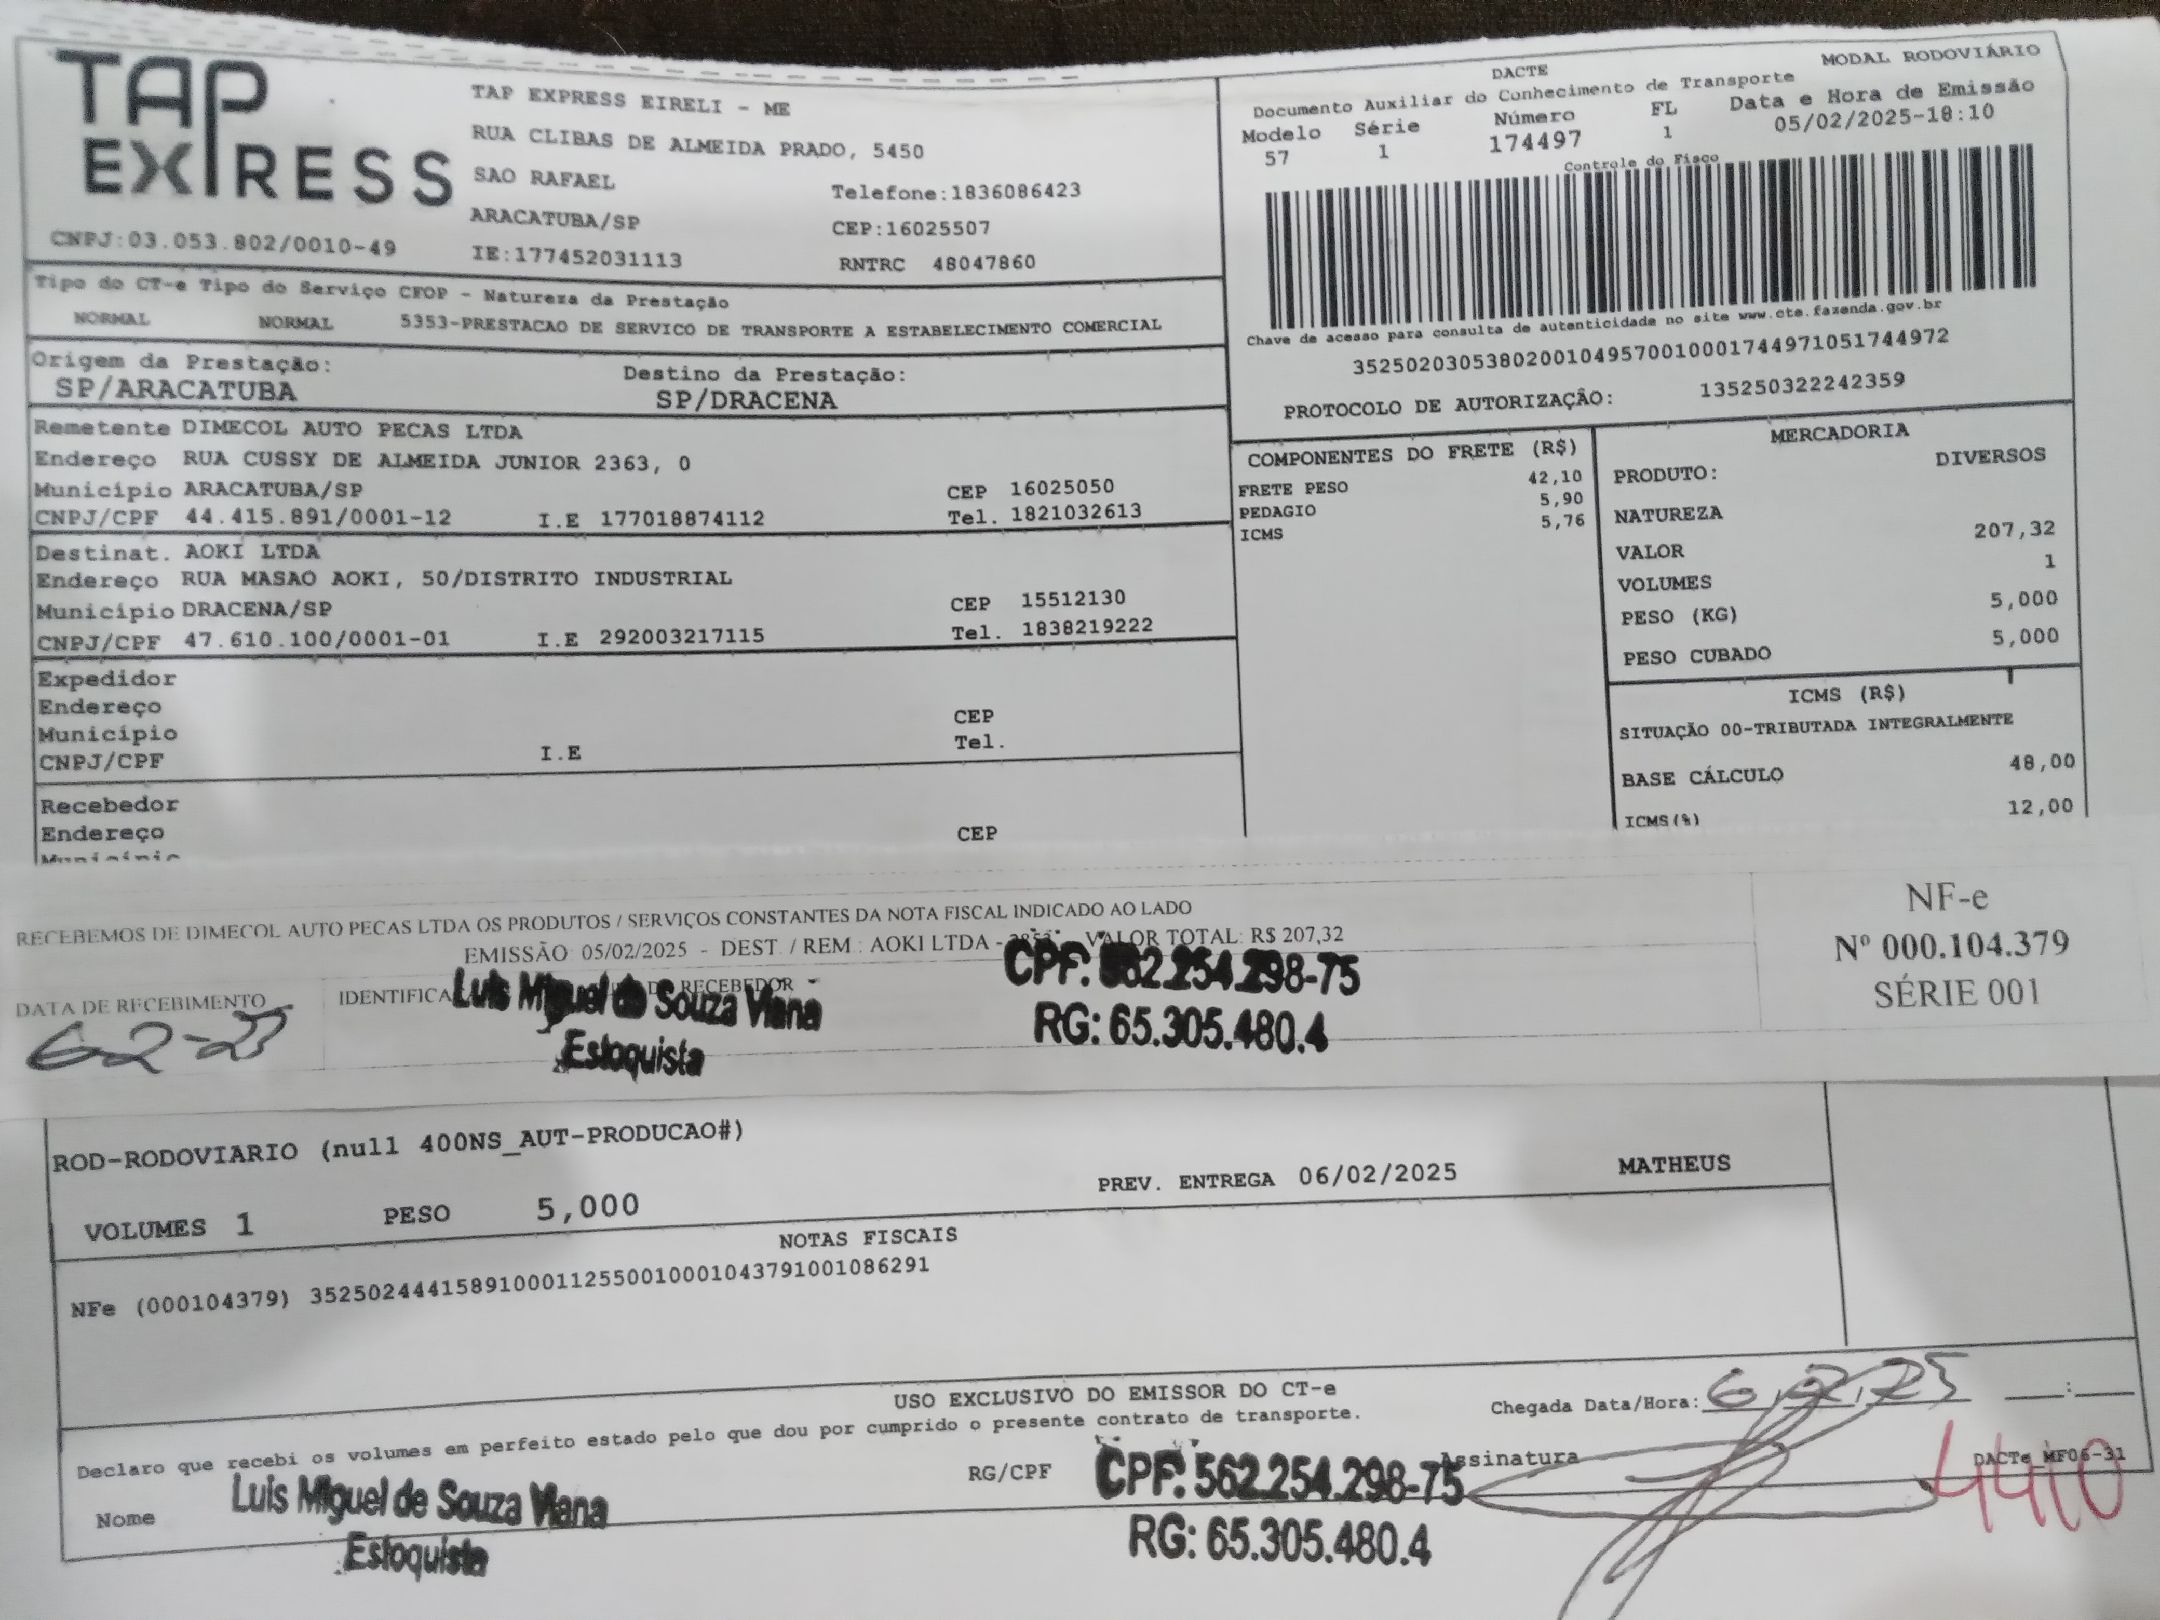 TAP
EXPRESS
CNPJ:03.053.802/0010-49
TAP EXPRESS EIRELI - ME
RUA CLIBAS DE ALMEIDA PRADO, 5450
SAO RAFAEL
Telefone:1836086423
ARACATUBA/SP
CEP:16025507
IE:177452031113
RNTRC 48047860
DACTE
MODAL RODOVIÁRIO
Documento Auxiliar do Conhecimento de Transporte
Modelo Série Número FL Data e Hora de Emissão
57 1 174497 1 05/02/2025-18:10
Controle do Fisco
Chave de acesso para consulta de autenticidade no site www.cte.fazenda.gov.br
35250203053802001049570010001744971051744972
PROTOCOLO DE AUTORIZAÇÃO: 135250322242359
Tipo do CT-e Tipo do Serviço CFOP - Natureza da Prestação
NORMAL NORMAL 5353-PRESTACAO DE SERVICO DE TRANSPORTE A ESTABELECIMENTO COMERCIAL
Origem da Prestação:
SP/ARACATUBA
Destino da Prestação:
SP/DRACENA
Remetente DIMECOL AUTO PECAS LTDA
Endereço RUA CUSSY DE ALMEIDA JUNIOR 2363, 0
Município ARACATUBA/SP CEP 16025050
CNPJ/CPF 44.415.891/0001-12 I.E 177018874112 Tel. 1821032613
Destinat. AOKI LTDA
Endereço RUA MASAO AOKI, 50/DISTRITO INDUSTRIAL
Município DRACENA/SP CEP 15512130
CNPJ/CPF 47.610.100/0001-01 I.E 292003217115 Tel. 1838219222
Expedidor
Endereço
Município CEP
CNPJ/CPF I.E Tel.
Recebedor
Endereço CEP
Município
COMPONENTES DO FRETE (R$)
FRETE PESO 42,10
PEDAGIO 5,90
ICMS 5,76
MERCADORIA
PRODUTO: DIVERSOS
NATUREZA
VALOR 207,32
VOLUMES 1
PESO (KG) 5,000
PESO CUBADO 5,000
ICMS (R$)
SITUAÇÃO 00-TRIBUTADA INTEGRALMENTE
BASE CÁLCULO 48,00
ICMS(%) 12,00
RECEBEMOS DE DIMECOL AUTO PECAS LTDA OS PRODUTOS / SERVIÇOS CONSTANTES DA NOTA FISCAL INDICADO AO LADO
EMISSÃO: 05/02/2025 - DEST. / REM.: AOKI LTDA - VALOR TOTAL: R$ 207,32
NF-e
Nº 000.104.379
SÉRIE 001
DATA DE RECEBIMENTO
6-2-25
RECEBEDOR
Luis Miguel de Souza Viana
Estoquista
CPF: 562.254.298-75
RG: 65.305.480.4
ROD-RODOVIARIO (null 400NS_AUT-PRODUCAO#)
VOLUMES 1 PESO 5,000 PREV. ENTREGA 06/02/2025 MATHEUS
NOTAS FISCAIS
NFe (000104379) 35250244415891000112550010001043791001086291
USO EXCLUSIVO DO EMISSOR DO CT-e
Declaro que recebi os volumes em perfeito estado pelo que dou por cumprido o presente contrato de transporte.
Chegada Data/Hora: 6,02,25 :
Nome Luis Miguel de Souza Viana
Estoquista
RG/CPF CPF: 562.254.298-75
RG: 65.305.480.4
Assinatura
DACTe_MF06-31
4410